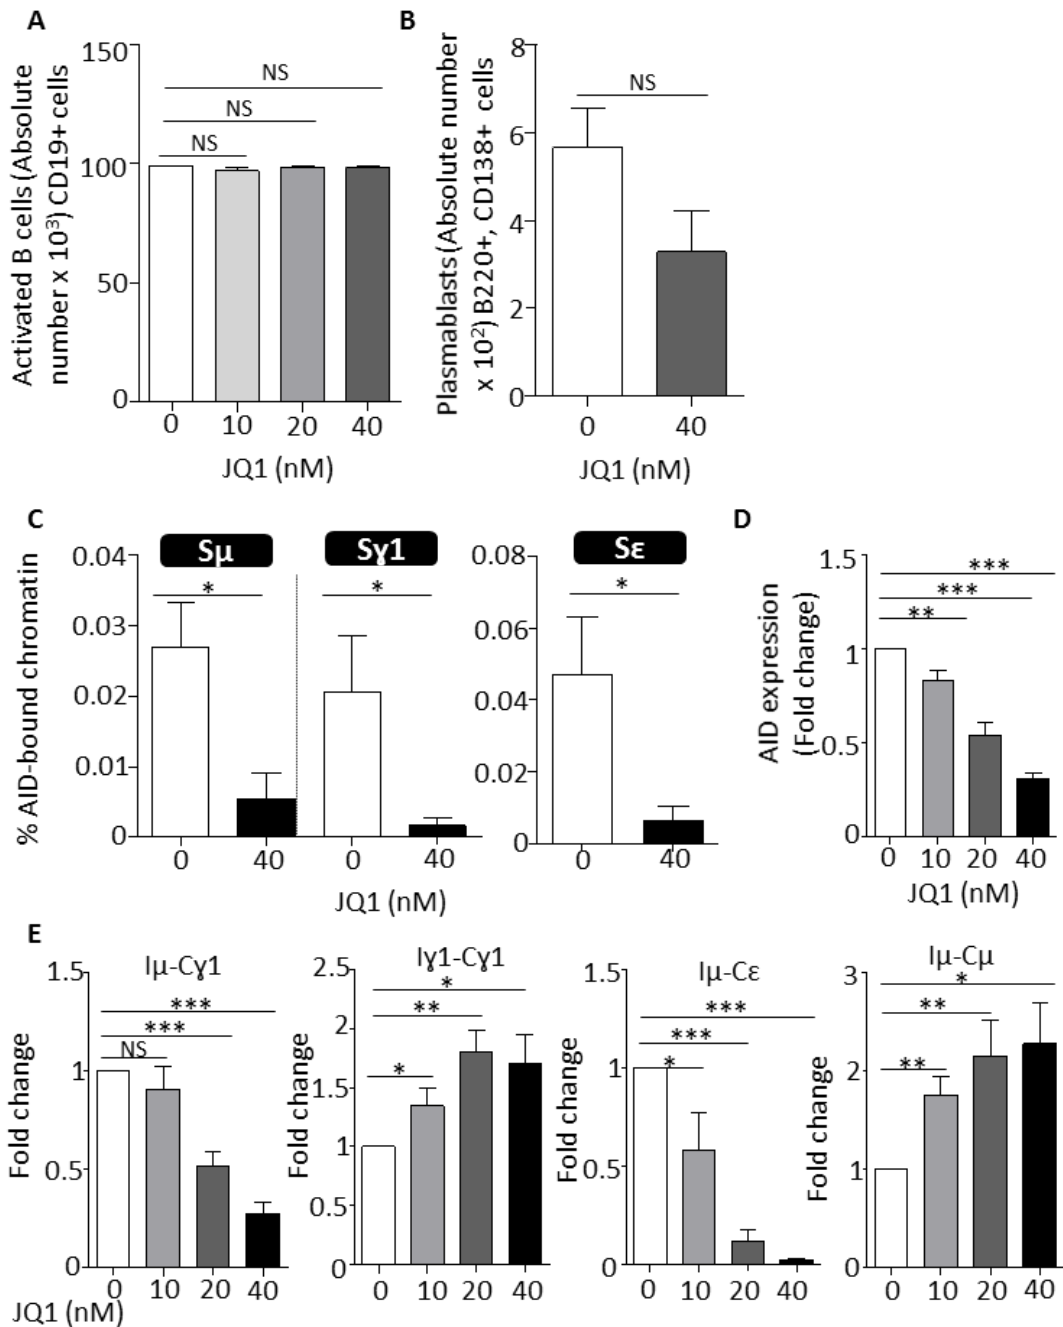 A
Activated B cells (Absolute
number x 10³) CD19+ cells
150
100
50
0
NS
NS
NS
0 10 20 40
JQ1 (nM)
B
Plasmablasts (Absolute number
x 10²) B220+, CD138+ cells
8
6
4
2
0
NS
0 40
JQ1 (nM)
C
% AID-bound chromatin
Sμ Sɣ1 Sε
0.04
0.03
0.02
0.01
0
* *
0 40 0 40
0.08
0.06
0.04
0.02
0
*
0 40
JQ1 (nM)
D
AID expression
(Fold change)
1.5
1
0.5
0
***
***
**
0 10 20 40
JQ1 (nM)
E
Iμ-Cɣ1
Fold change
1.5
1
0.5
0
***
***
NS
0 10 20 40
JQ1 (nM)
Iɣ1-Cɣ1
Fold change
2.5
2
1.5
1
0.5
0
*
**
*
0 10 20 40
Iμ-Cε
Fold change
1.5
1
0.5
0
***
***
*
0 10 20 40
Iμ-Cμ
Fold change
3
2
1
0
*
**
**
0 10 20 40